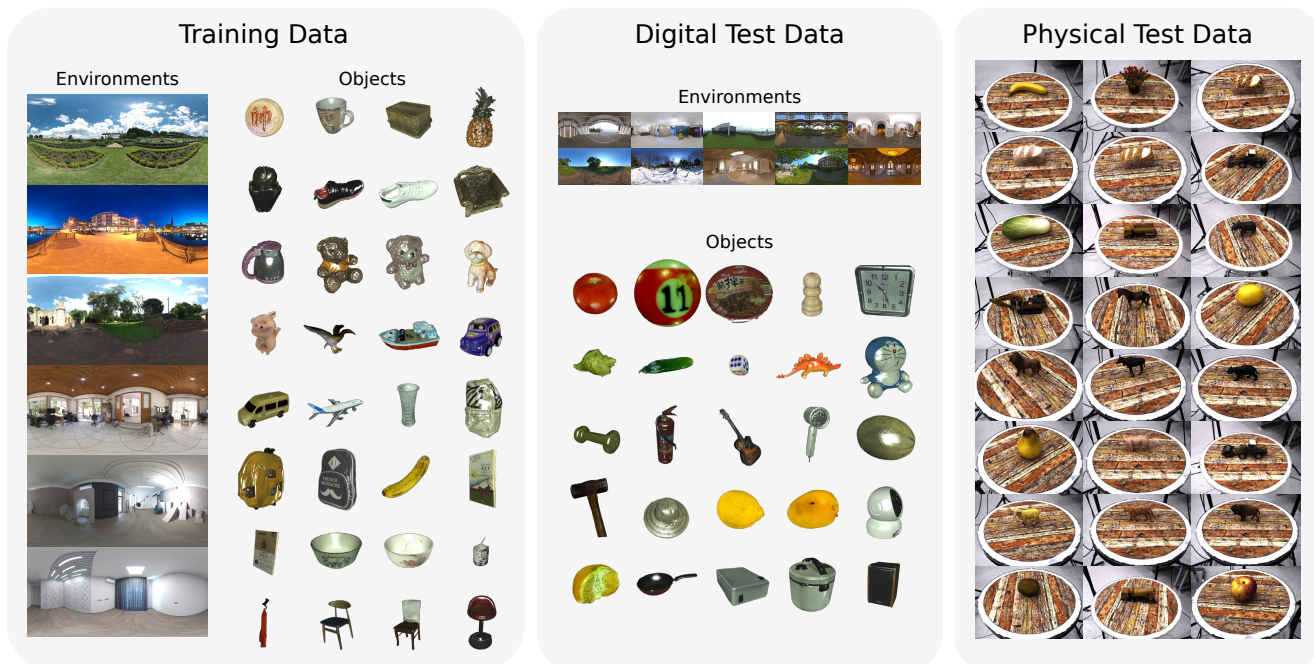 Training Data
Environments
Objects
Digital Test Data
Environments
Objects
11
Physical Test Data